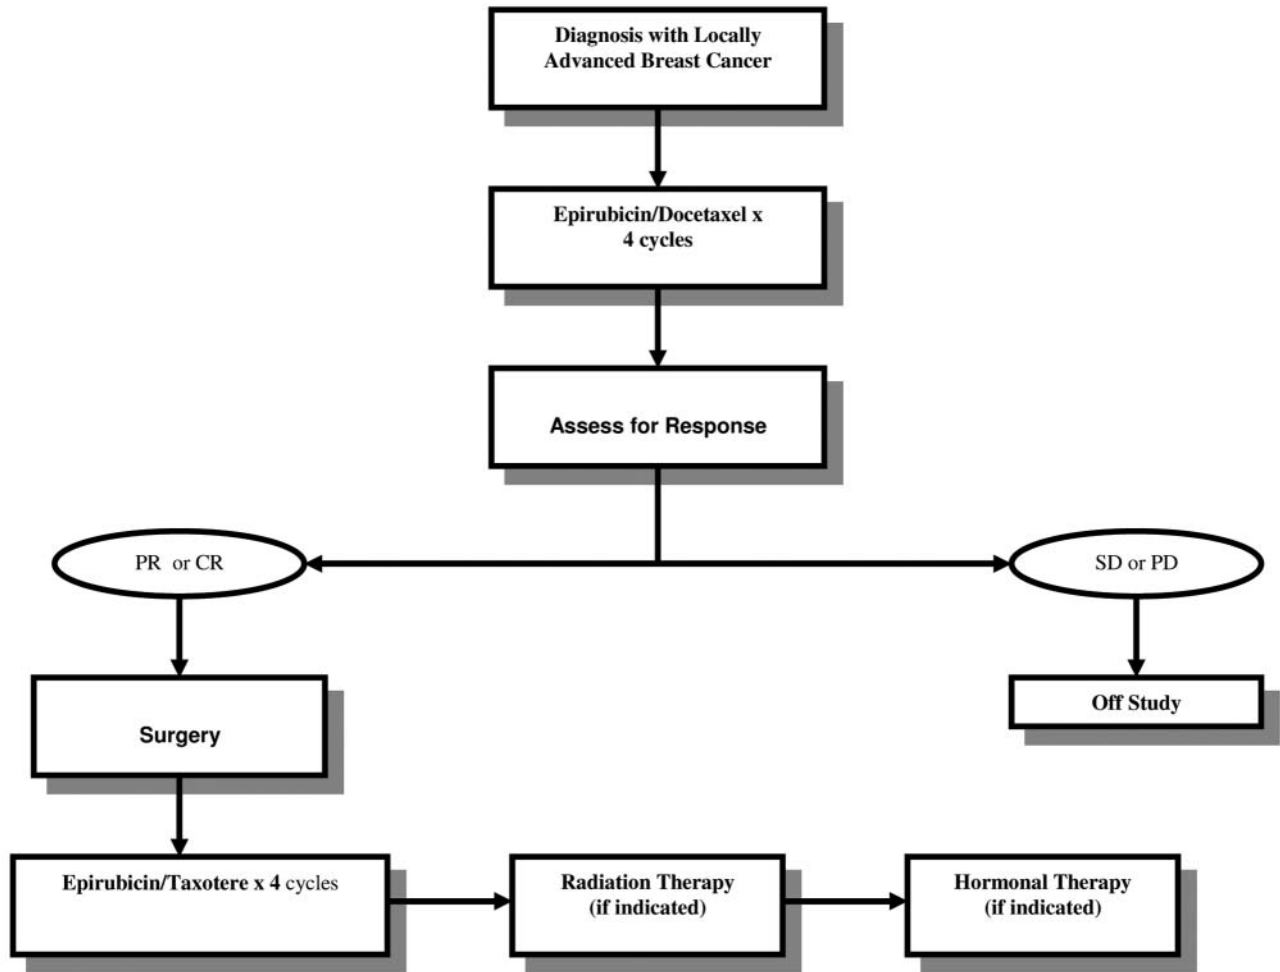 Diagnosis with Locally
Advanced Breast Cancer
Epirubicin/Docetaxel x
4 cycles
Assess for Response
PR or CR
SD or PD
Surgery
Off Study
Epirubicin/Taxotere x 4 cycles
Radiation Therapy
(if indicated)
Hormonal Therapy
(if indicated)